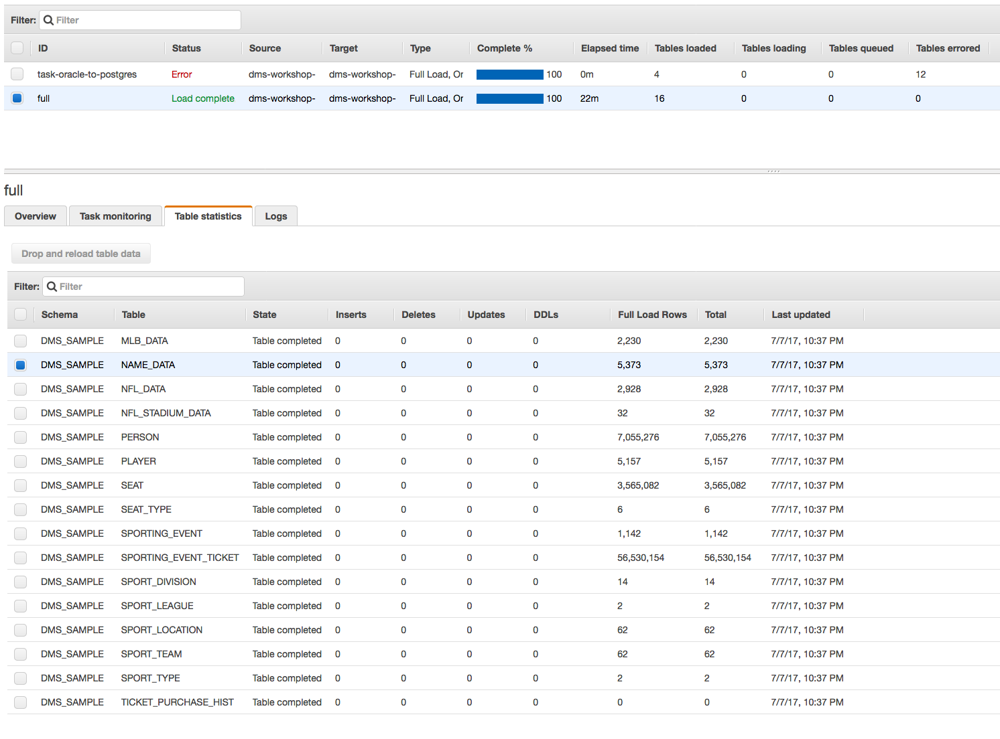 Filter: Filter
ID Status Source Target Type Complete % Elapsed time Tables loaded Tables loading Tables queued Tables errored
task-oracle-to-postgres Error dms-workshop- dms-workshop- Full Load, Or 100 0m 4 0 0 12
full Load complete dms-workshop- dms-workshop- Full Load, Or 100 22m 16 0 0 0
full
Overview Task monitoring Table statistics Logs
Drop and reload table data
Filter: Filter
Schema Table State Inserts Deletes Updates DDLs Full Load Rows Total Last updated
DMS_SAMPLE MLB_DATA Table completed 0 0 0 0 2,230 2,230 7/7/17, 10:37 PM
DMS_SAMPLE NAME_DATA Table completed 0 0 0 0 5,373 5,373 7/7/17, 10:37 PM
DMS_SAMPLE NFL_DATA Table completed 0 0 0 0 2,928 2,928 7/7/17, 10:37 PM
DMS_SAMPLE NFL_STADIUM_DATA Table completed 0 0 0 0 32 32 7/7/17, 10:37 PM
DMS_SAMPLE PERSON Table completed 0 0 0 0 7,055,276 7,055,276 7/7/17, 10:37 PM
DMS_SAMPLE PLAYER Table completed 0 0 0 0 5,157 5,157 7/7/17, 10:37 PM
DMS_SAMPLE SEAT Table completed 0 0 0 0 3,565,082 3,565,082 7/7/17, 10:37 PM
DMS_SAMPLE SEAT_TYPE Table completed 0 0 0 0 6 6 7/7/17, 10:37 PM
DMS_SAMPLE SPORTING_EVENT Table completed 0 0 0 0 1,142 1,142 7/7/17, 10:37 PM
DMS_SAMPLE SPORTING_EVENT_TICKET Table completed 0 0 0 0 56,530,154 56,530,154 7/7/17, 10:37 PM
DMS_SAMPLE SPORT_DIVISION Table completed 0 0 0 0 14 14 7/7/17, 10:37 PM
DMS_SAMPLE SPORT_LEAGUE Table completed 0 0 0 0 2 2 7/7/17, 10:37 PM
DMS_SAMPLE SPORT_LOCATION Table completed 0 0 0 0 62 62 7/7/17, 10:37 PM
DMS_SAMPLE SPORT_TEAM Table completed 0 0 0 0 62 62 7/7/17, 10:37 PM
DMS_SAMPLE SPORT_TYPE Table completed 0 0 0 0 2 2 7/7/17, 10:37 PM
DMS_SAMPLE TICKET_PURCHASE_HIST Table completed 0 0 0 0 0 0 7/7/17, 10:37 PM